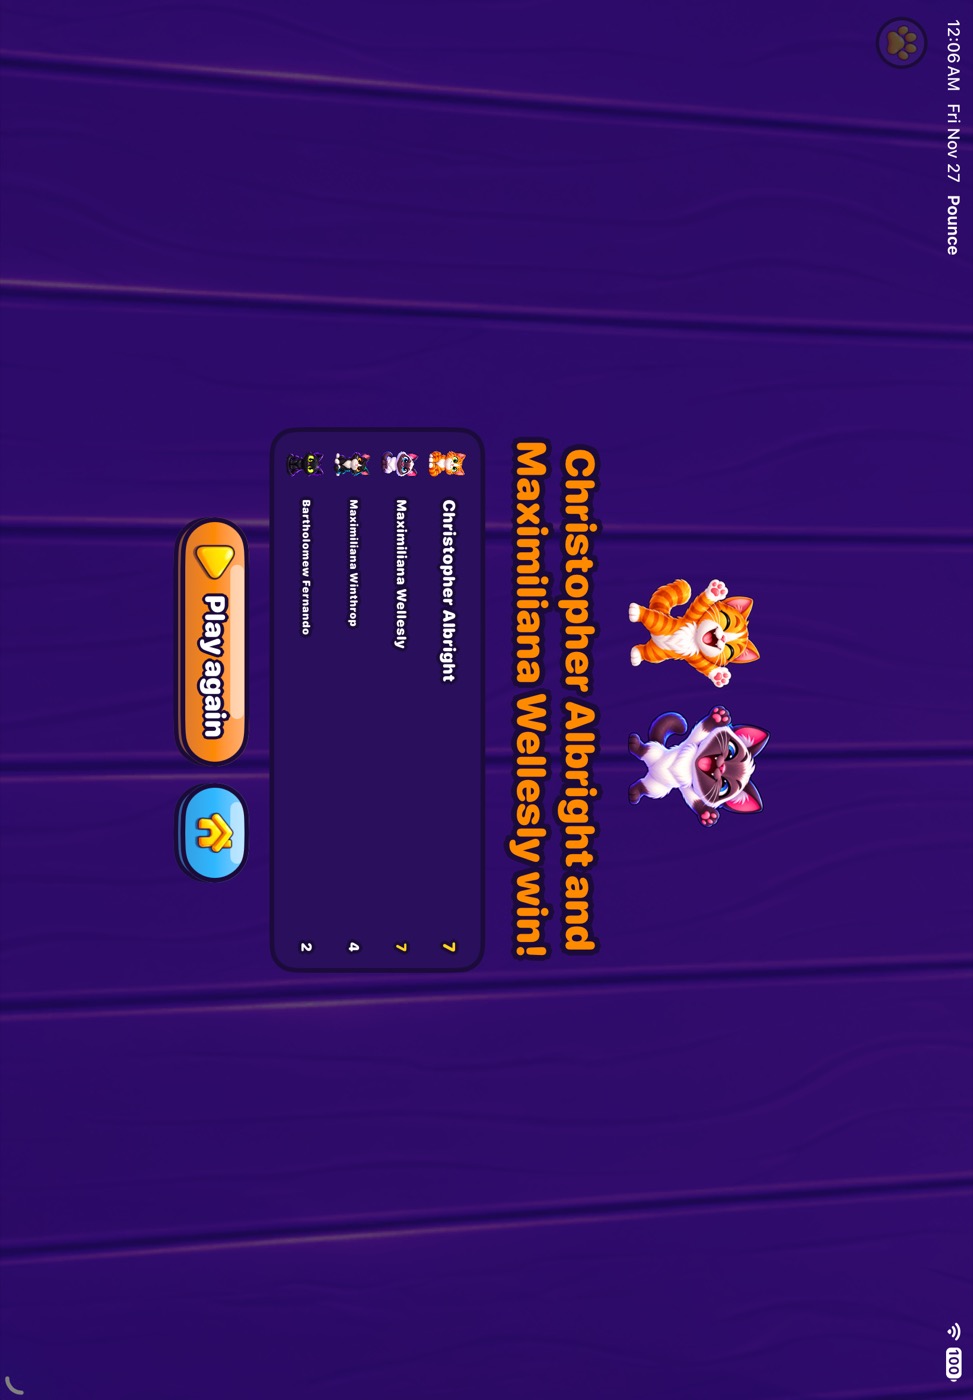 12:06 AM Fri Nov 27 Pounce
100
Christopher Albright and
Maximiliana Wellesly win!
Christopher Albright 7
Maximiliana Wellesly 7
Maximiliana Winthrop 4
Bartholomew Fernando 2
Play again